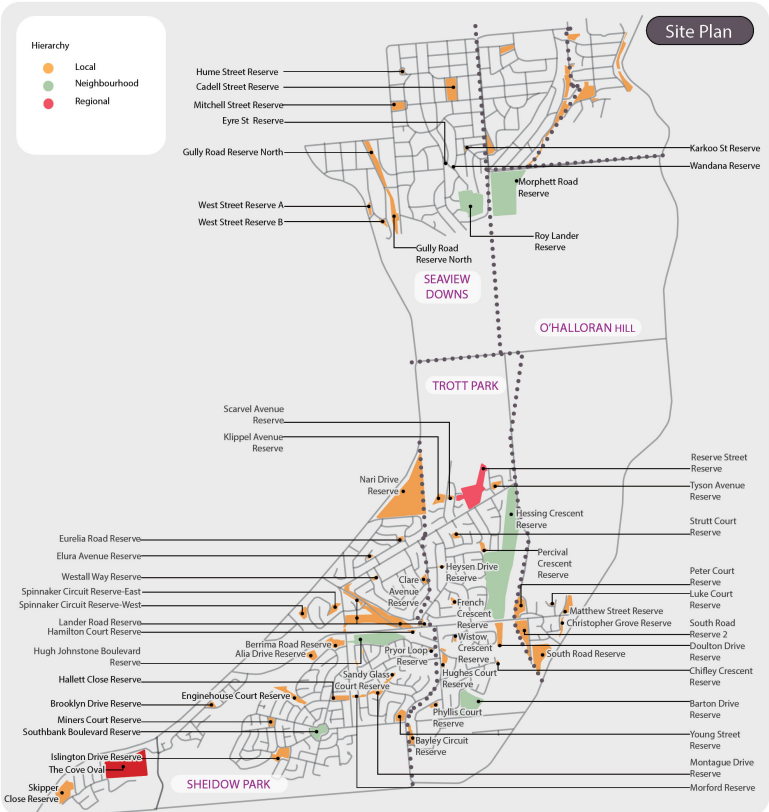 Site Plan
Hierarchy
Local
Neighbourhood
Regional
Hume Street Reserve
Cadell Street Reserve
Mitchell Street Reserve
Eyre St Reserve
Gully Road Reserve North
West Street Reserve A
West Street Reserve B
Karkoo St Reserve
Wandana Reserve
Morphett Road
Reserve
Roy Lander
Reserve
Gully Road
Reserve North
SEAVIEW
DOWNS
O'HALLORAN HILL
TROTT PARK
Scarvel Avenue
Reserve
Klippel Avenue
Reserve
Nari Drive
Reserve
Reserve Street
Reserve
Tyson Avenue
Reserve
Hessing Crescent
Reserve
Strutt Court
Reserve
Percival
Crescent
Reserve
Eurelia Road Reserve
Elura Avenue Reserve
Westall Way Reserve
Spinnaker Circuit Reserve-East
Spinnaker Circuit Reserve-West
Lander Road Reserve
Hamilton Court Reserve
Hugh Johnstone Boulevard
Reserve
Hallett Close Reserve
Brooklyn Drive Reserve
Miners Court Reserve
Southbank Boulevard Reserve
Islington Drive Reserve
The Cove Oval
Skipper
Close Reserve
Heysen Drive
Reserve
Clare
Avenue
Reserve
French
Crescent
Reserve
Wistow
Crescent
Reserve
Berrima Road Reserve
Alia Drive Reserve
Pryor Loop
Reserve
Sandy Glass
Court Reserve
Hughes Court
Reserve
Enginehouse Court Reserve
Phyllis Court
Reserve
Bayley Circuit
Reserve
SHEIDOW PARK
Peter Court
Reserve
Luke Court
Reserve
Matthew Street Reserve
Christopher Grove Reserve
South Road
Reserve 2
Doulton Drive
Reserve
South Road Reserve
Chifley Crescent
Reserve
Barton Drive
Reserve
Young Street
Reserve
Montague Drive
Reserve
Morford Reserve